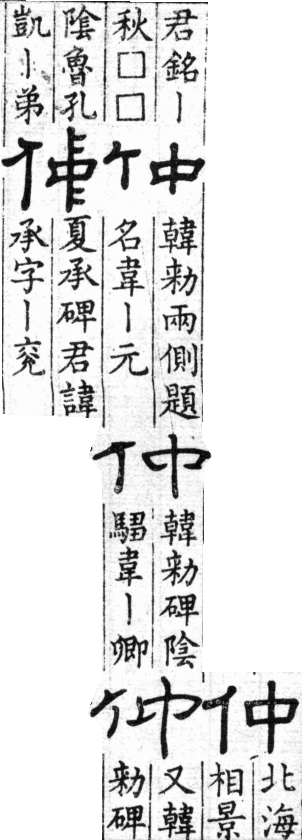 君銘丨
秋□□
陰魯孔
凱丨弟
仲
韓勑兩側題
名韋丨元
仲
夏承碑君諱
承字丨兖
仲
韓勑碑陰
騶韋丨卿
仲
北海
相景
仲
又韓
勑碑